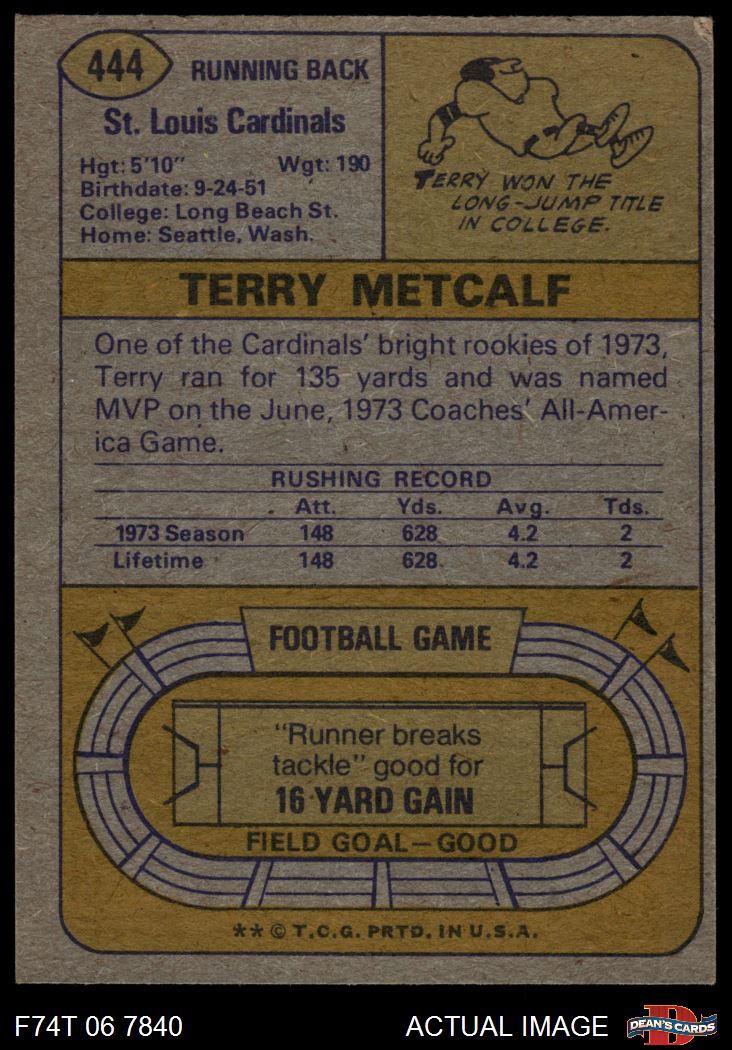 444
RUNNING BACK
St. Louis Cardinals
Hgt: 5'10" Wgt: 190
Birthdate: 9-24-51
College: Long Beach St.
Home: Seattle, Wash.
TERRY WON THE
LONG-JUMP TITLE
IN COLLEGE.
TERRY METCALF
One of the Cardinals' bright rookies of 1973,
Terry ran for 135 yards and was named
MVP on the June, 1973 Coaches' All-Amer-
ica Game.
RUSHING RECORD
Att. Yds. Avg. Tds.
1973 Season 148 628 4.2 2
Lifetime 148 628 4.2 2
FOOTBALL GAME
"Runner breaks
tackle" good for
16 YARD GAIN
FIELD GOAL—GOOD
** © T.C.G. PRTD. IN U.S.A.
F74T 06 7840 ACTUAL IMAGE
D
DEAN'S CARDS